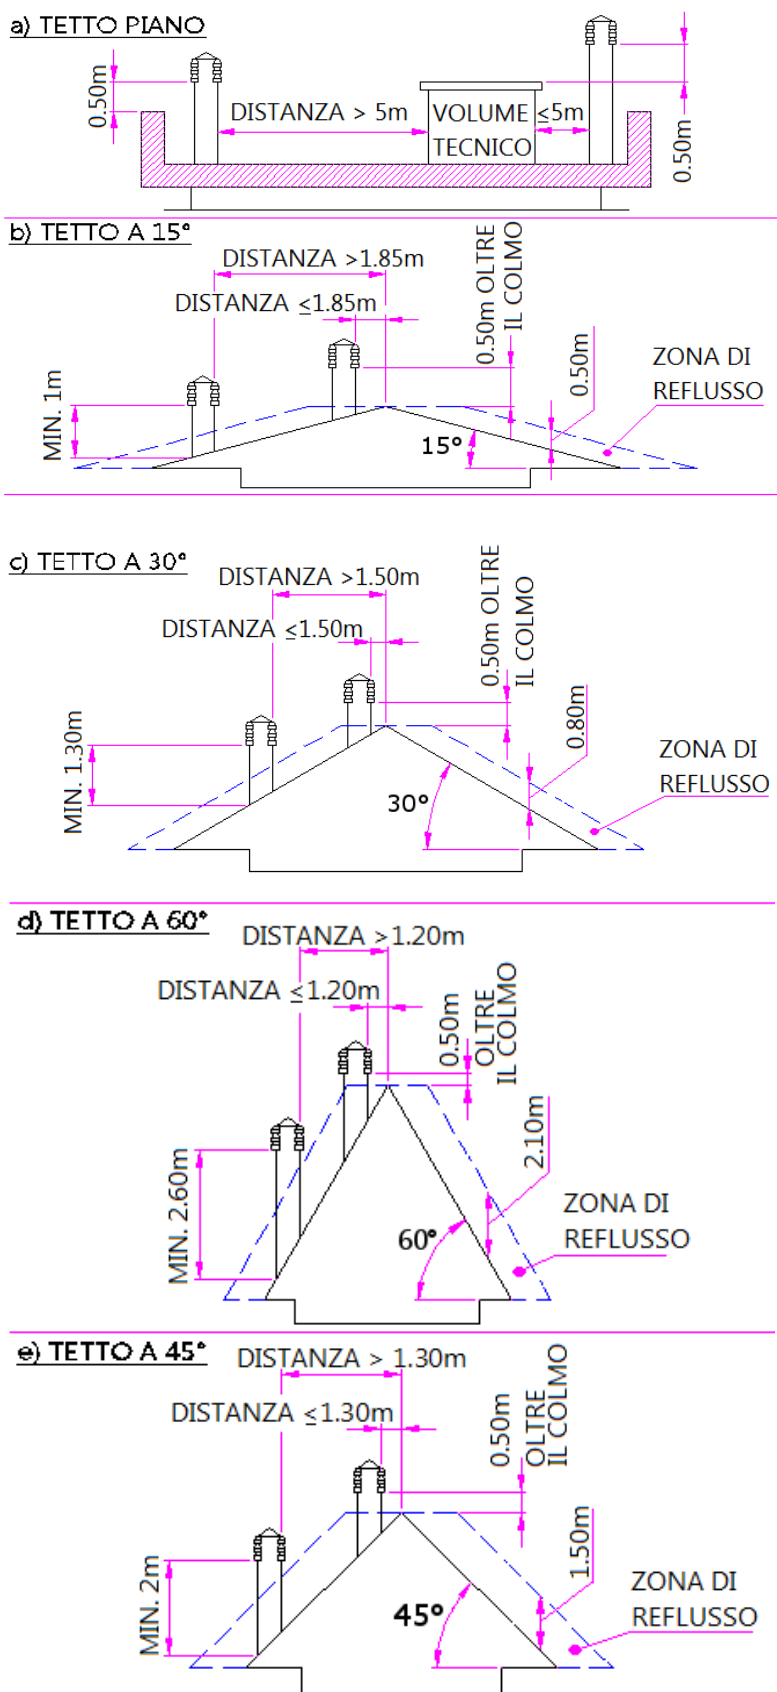 a) TETTO PIANO
0.50m
DISTANZA > 5m
VOLUME
TECNICO
≤5m
0.50m
b) TETTO A 15°
DISTANZA >1.85m
DISTANZA ≤1.85m
0.50m OLTRE
IL COLMO
MIN. 1m
15°
0.50m
ZONA DI
REFLUSSO
c) TETTO A 30°
DISTANZA >1.50m
DISTANZA ≤1.50m
0.50m OLTRE
IL COLMO
MIN. 1.30m
30°
0.80m
ZONA DI
REFLUSSO
d) TETTO A 60°
DISTANZA >1.20m
DISTANZA ≤1.20m
0.50m
OLTRE
IL COLMO
MIN. 2.60m
60°
2.10m
ZONA DI
REFLUSSO
e) TETTO A 45°
DISTANZA > 1.30m
DISTANZA ≤1.30m
0.50m
OLTRE
IL COLMO
MIN. 2m
45°
1.50m
ZONA DI
REFLUSSO